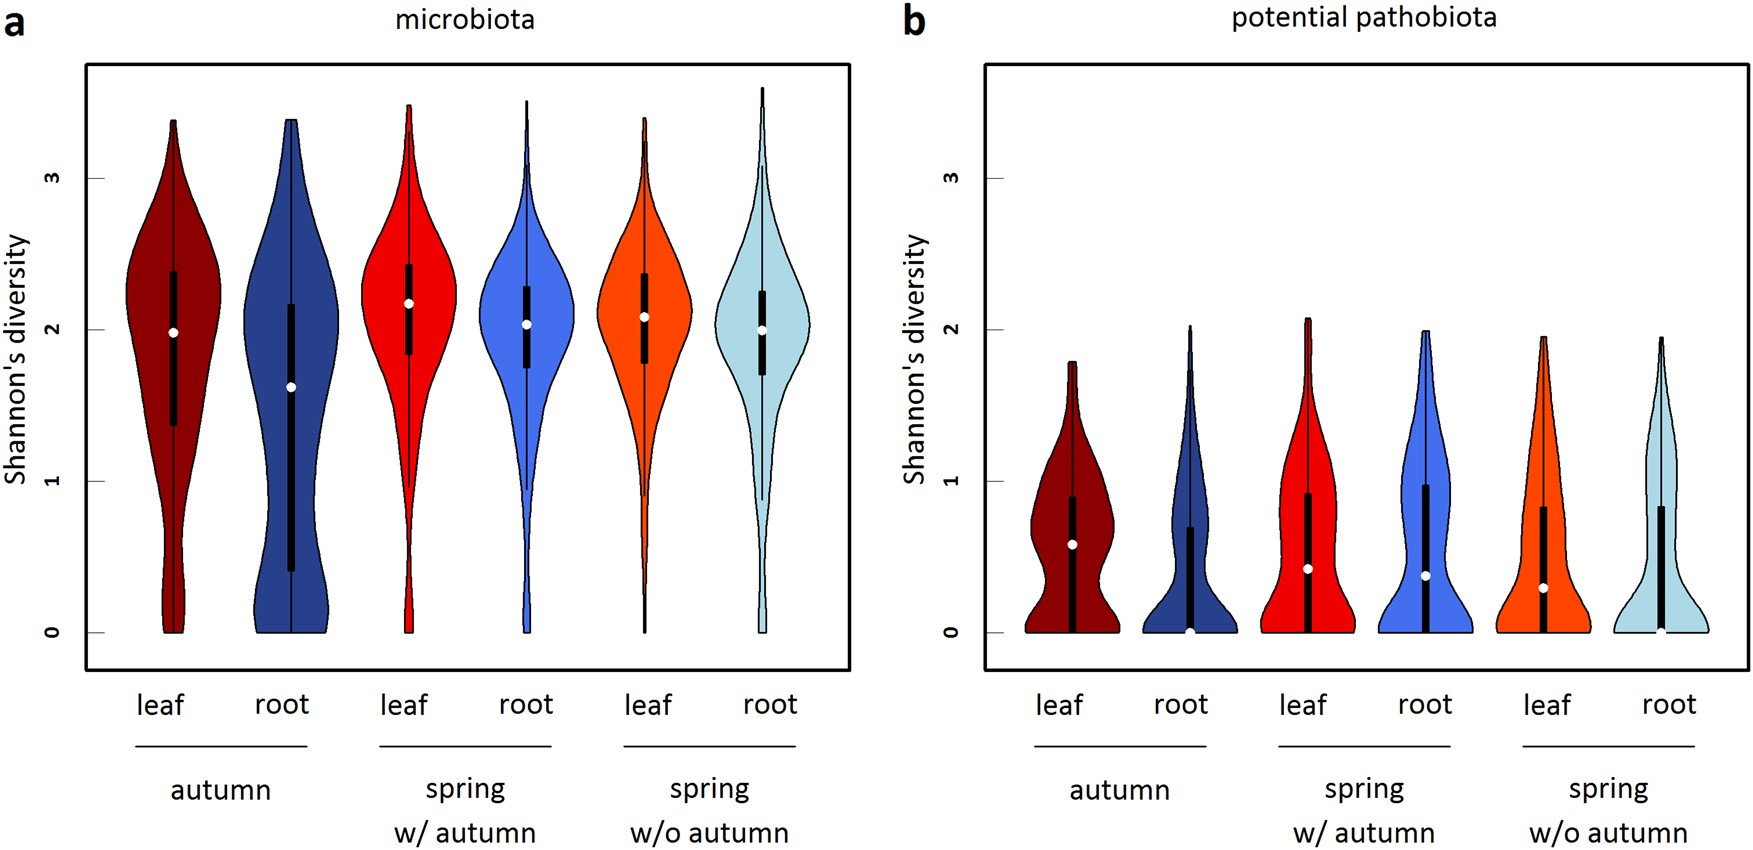 a
microbiota
Shannon's diversity
3
2
1
0
leaf root leaf root leaf root
autumn
spring
w/ autumn
spring
w/o autumn
b
potential pathobiota
Shannon's diversity
3
2
1
0
leaf root leaf root leaf root
autumn
spring
w/ autumn
spring
w/o autumn